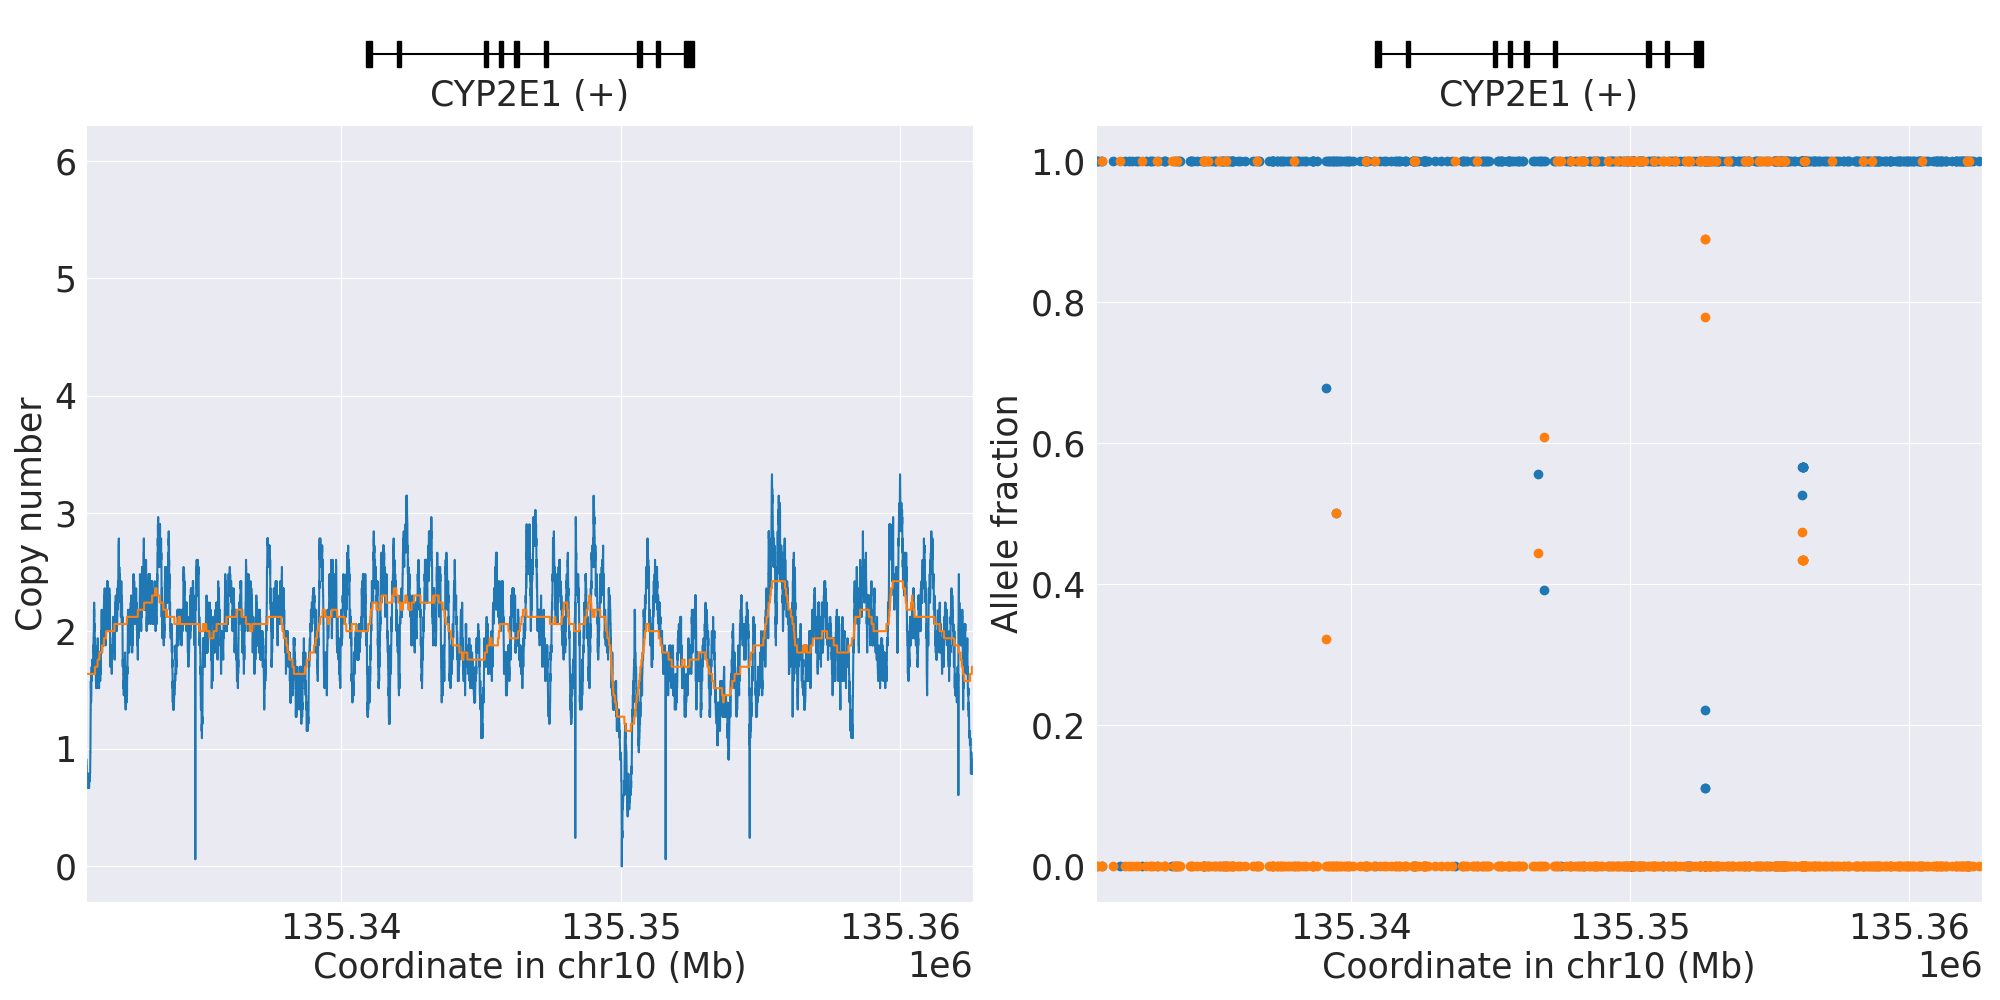 CYP2E1 (+)
6
5
4
3
2
1
0
Copy number
135.34
135.35
135.36
Coordinate in chr10 (Mb)
1e6
CYP2E1 (+)
1.0
0.8
0.6
0.4
0.2
0.0
Allele fraction
135.34
135.35
135.36
Coordinate in chr10 (Mb)
1e6